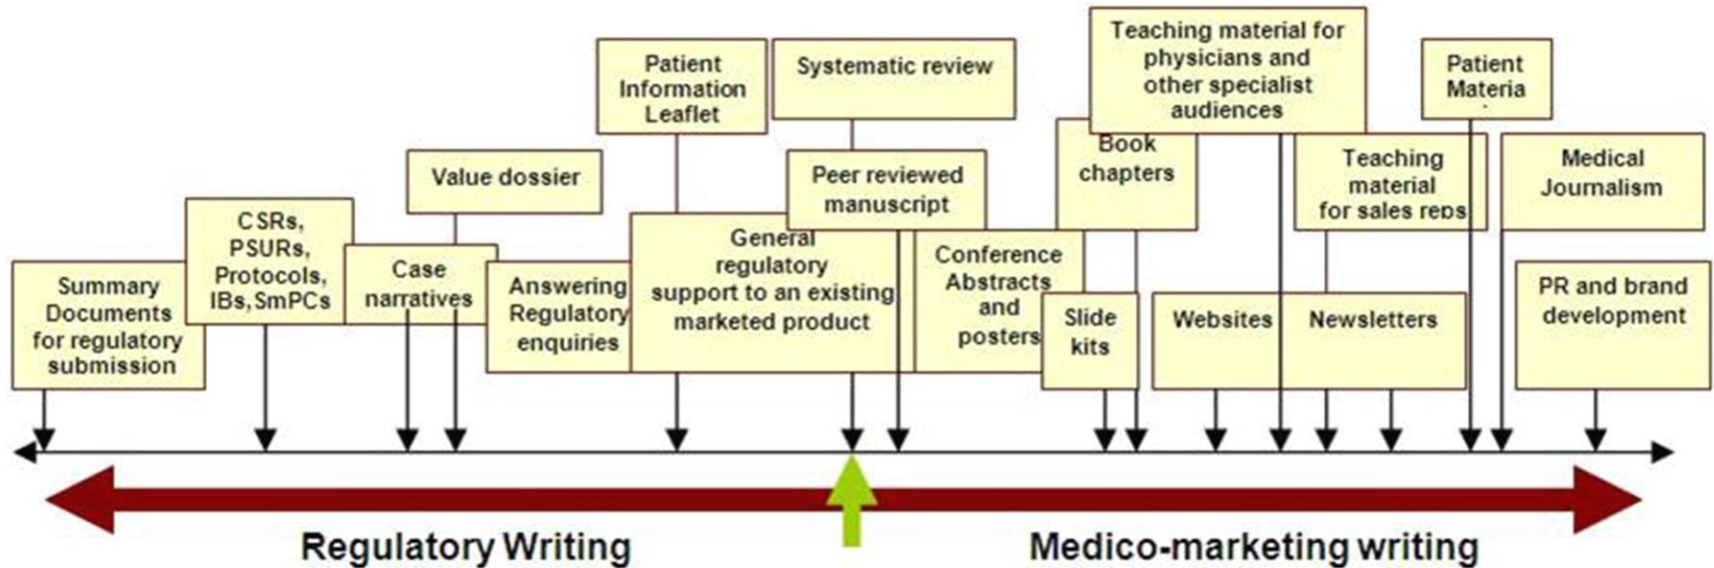 Summary
Documents
for regulatory
submission
CSRs,
PSURs,
Protocols,
IBs,SmPCs
Case
narratives
Value dossier
Answering
Regulatory
enquiries
Patient
Information
Leaflet
General
regulatory
support to an existing
marketed product
Systematic review
Peer reviewed
manuscript
Conference
Abstracts
and
posters
Slide
kits
Book
chapters
Teaching material for
physicians and
other specialist
audiences
Websites
Newsletters
Teaching
material
for sales reps
Patient
Materia
Medical
Journalism
PR and brand
development
Regulatory Writing
Medico-marketing writing